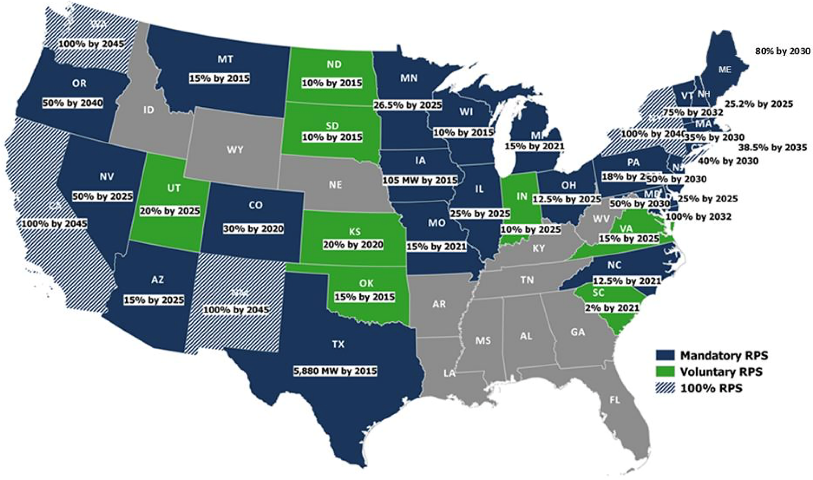 WA
100% by 2045
OR
50% by 2040
ID
MT
15% by 2015
ND
10% by 2015
SD
10% by 2015
MN
26.5% by 2025
WI
10% by 2015
15% by 2021
ME
80% by 2030
VT
NH
75% by 2032
25.2% by 2025
MA
35% by 2030
38.5% by 2035
40% by 2030
WY
NE
IA
105 MW by 2015
NV
50% by 2025
UT
20% by 2025
CO
30% by 2020
100% by 2045
KS
20% by 2020
MO
15% by 2021
IL
25% by 2025
IN
10% by 2025
OH
12.5% by 2025
PA
18% by
50% by 2030
50% by 2030
25% by 2025
100% by 2032
WV
VA
15% by 2025
KY
AZ
15% by 2025
100% by 2045
OK
15% by 2015
AR
TN
NC
12.5% by 2021
SC
2% by 2021
TX
5,880 MW by 2015
LA
MS
AL
GA
FL
Mandatory RPS
Voluntary RPS
100% RPS